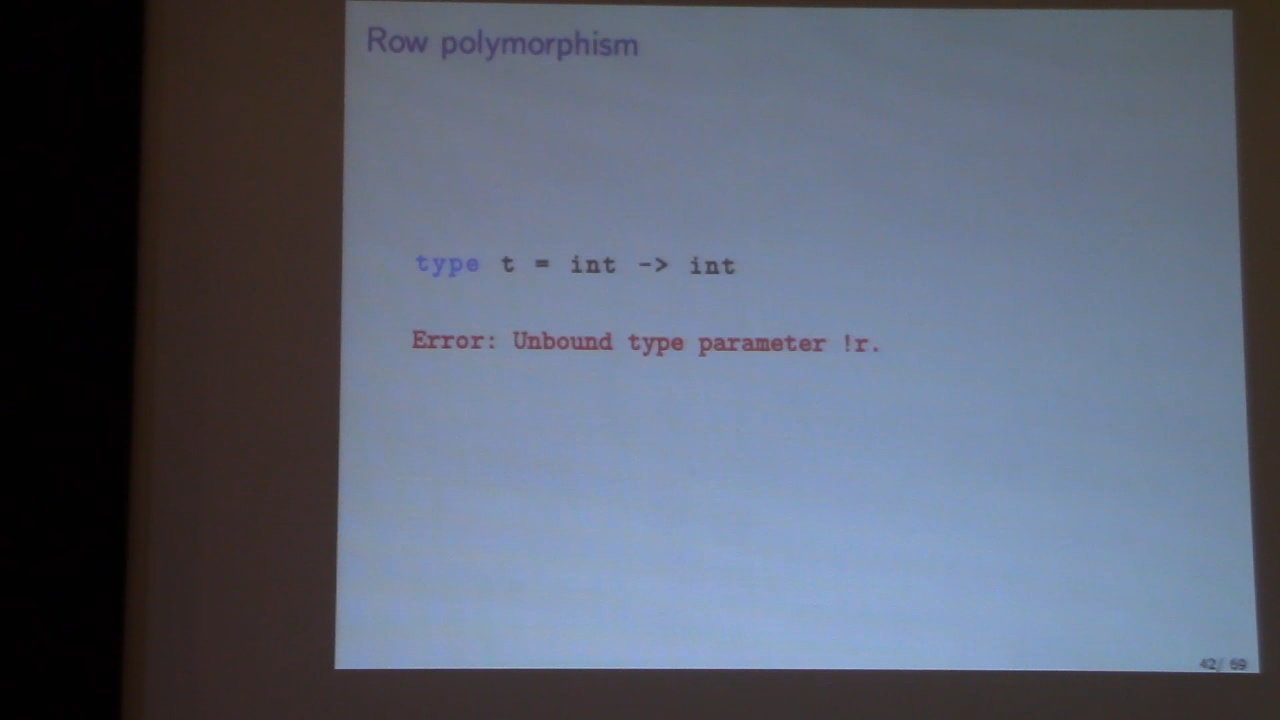 Row polymorphism
type t = int -> int
Error: Unbound type parameter !r.
42/ 69